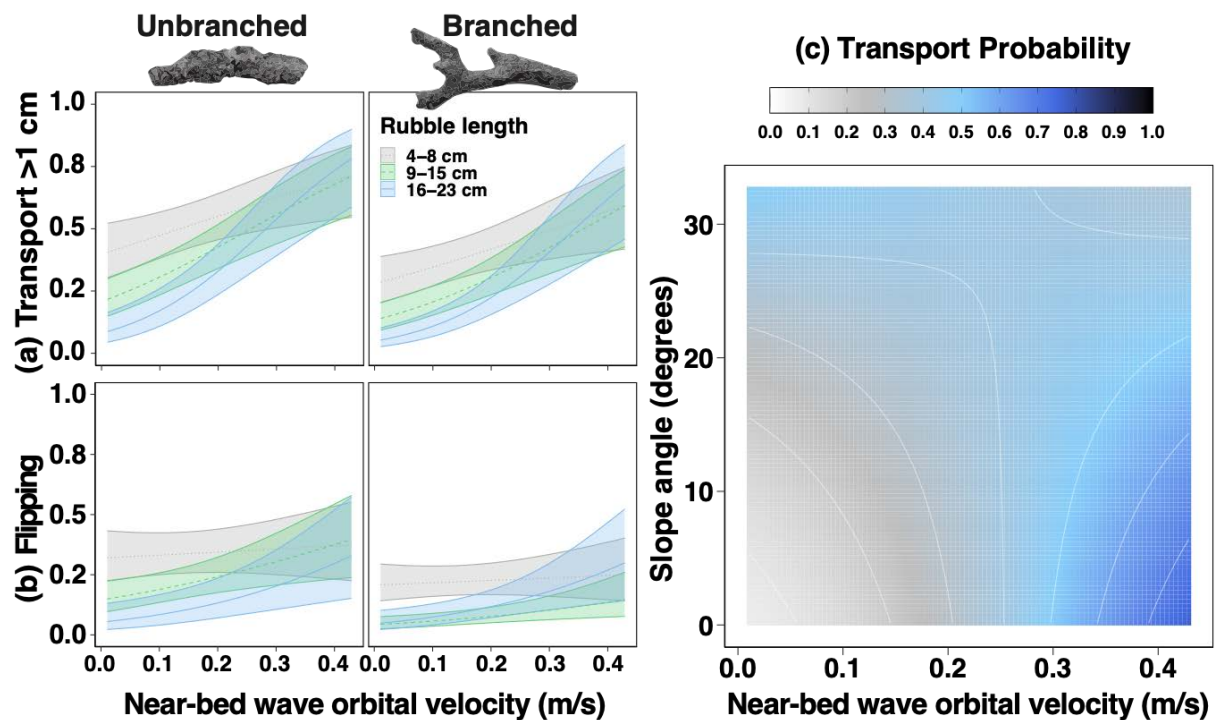 Unbranched
Branched
(a) Transport >1 cm
1.0
0.8
0.5
0.2
0.0
Rubble length
4–8 cm
9–15 cm
16–23 cm
(b) Flipping
1.0
0.8
0.5
0.2
0.0
0.0 0.1 0.2 0.3 0.4
0.0 0.1 0.2 0.3 0.4
Near-bed wave orbital velocity (m/s)
(c) Transport Probability
0.0 0.1 0.2 0.3 0.4 0.5 0.6 0.7 0.8 0.9 1.0
Slope angle (degrees)
30
20
10
0
0.0 0.1 0.2 0.3 0.4
Near-bed wave orbital velocity (m/s)